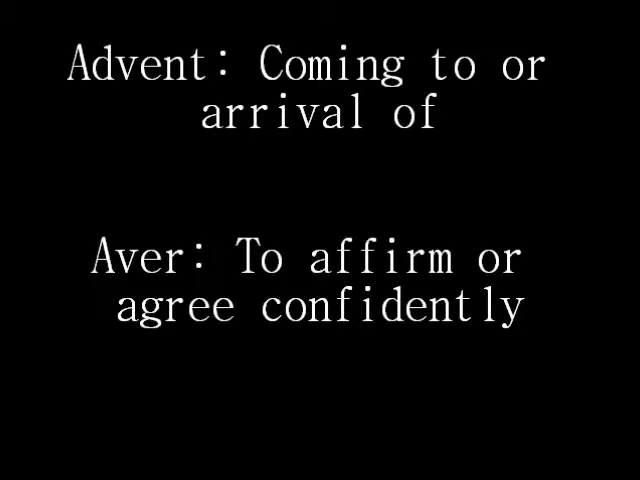 Advent: Coming to or
arrival of
Aver: To affirm or
agree confidently